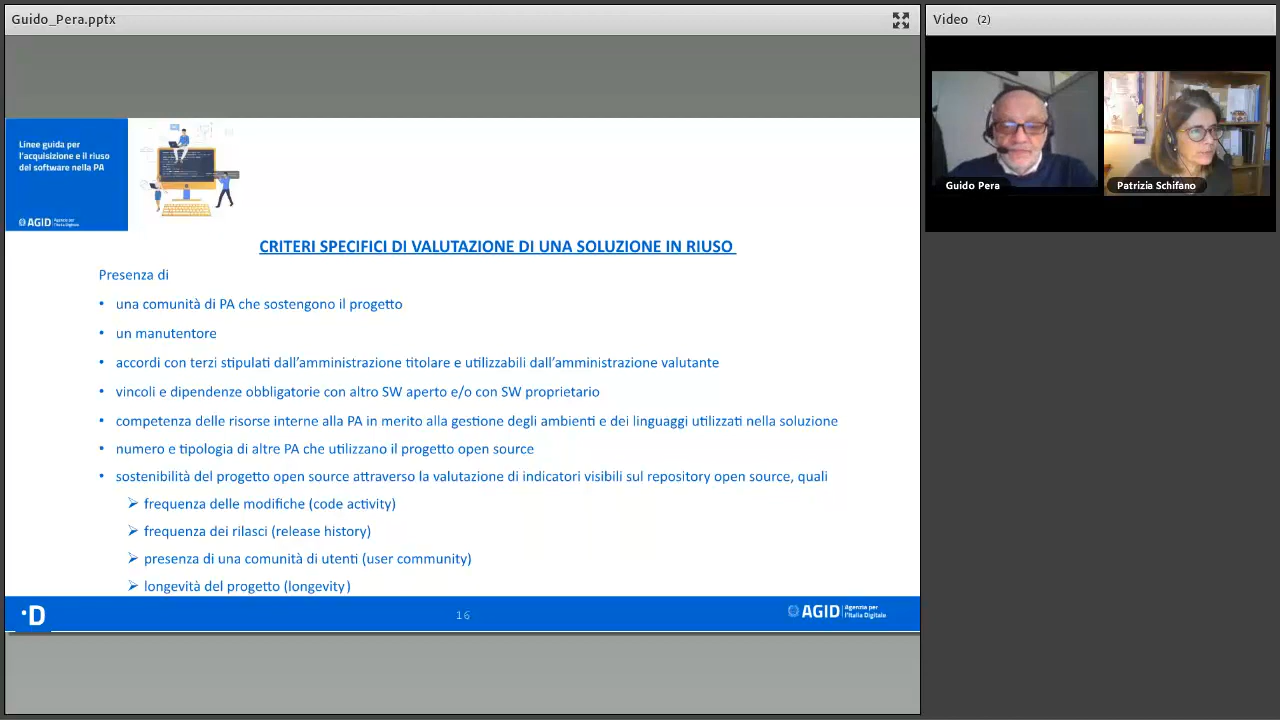 Guido_Pera.pptx
Video (2)
Guido Pera
Patrizia Schifano
Linee guida per
l'acquisizione e il riuso
del software nella PA
AGID Agenzia per
l'Italia Digitale
CRITERI SPECIFICI DI VALUTAZIONE DI UNA SOLUZIONE IN RIUSO
Presenza di
• una comunità di PA che sostengono il progetto
• un manutentore
• accordi con terzi stipulati dall'amministrazione titolare e utilizzabili dall'amministrazione valutante
• vincoli e dipendenze obbligatorie con altro SW aperto e/o con SW proprietario
• competenza delle risorse interne alla PA in merito alla gestione degli ambienti e dei linguaggi utilizzati nella soluzione
• numero e tipologia di altre PA che utilizzano il progetto open source
• sostenibilità del progetto open source attraverso la valutazione di indicatori visibili sul repository open source, quali
➢ frequenza delle modifiche (code activity)
➢ frequenza dei rilasci (release history)
➢ presenza di una comunità di utenti (user community)
➢ longevità del progetto (longevity)
·D
16
AGID Agenzia per
l'Italia Digitale